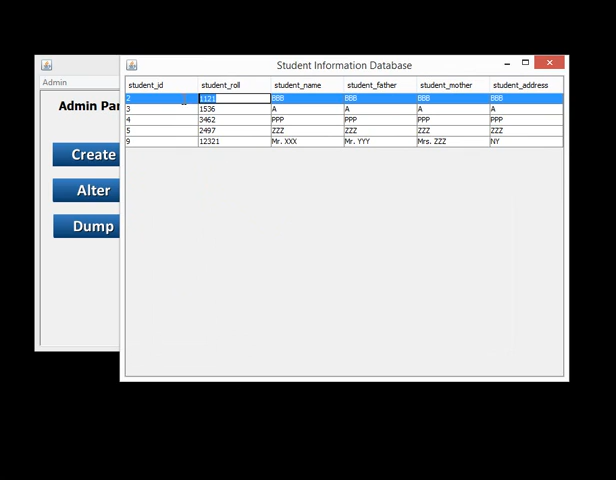 Student Information Database
Admin
student_id student_roll student_name student_father student_mother student_address
2 1121 BBB BBB BBB BBB
3 1536 A A A A
4 3462 PPP PPP PPP PPP
5 2497 ZZZ ZZZ ZZZ ZZZ
9 12321 Mr. XXX Mr. YYY Mrs. ZZZ NY
Admin Pan
Create
Alter
Dump